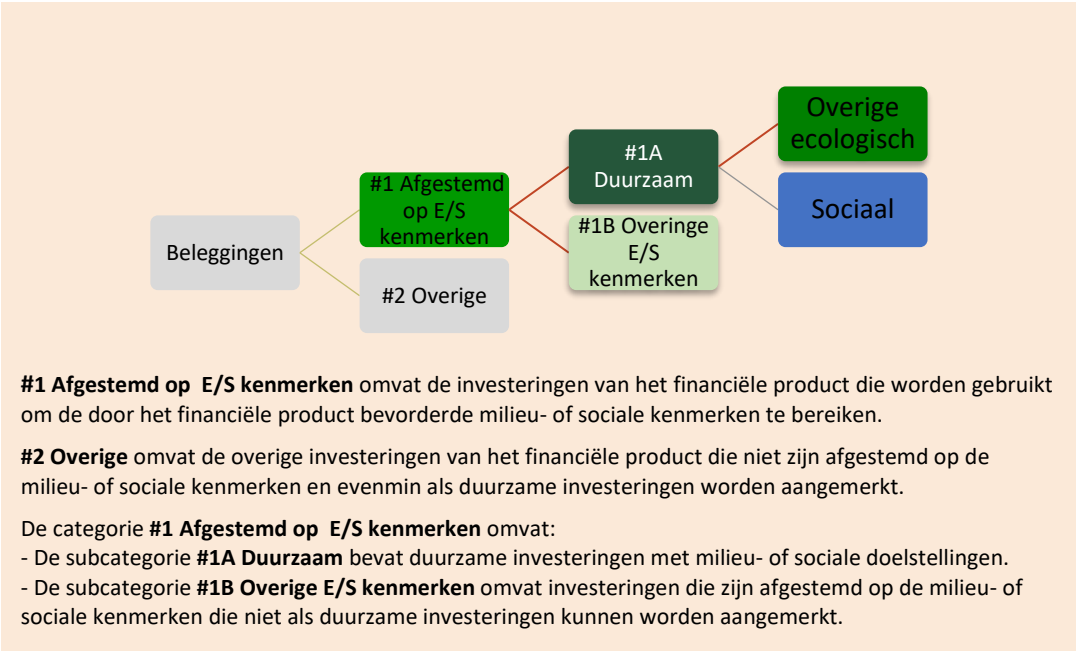 Overige
ecologisch
#1A
Duurzaam
#1 Afgestemd
op E/S
kenmerken
Sociaal
#1B Overinge
E/S
kenmerken
Beleggingen
#2 Overige
#1 Afgestemd op E/S kenmerken omvat de investeringen van het financiële product die worden gebruikt
om de door het financiële product bevorderde milieu- of sociale kenmerken te bereiken.
#2 Overige omvat de overige investeringen van het financiële product die niet zijn afgestemd op de
milieu- of sociale kenmerken en evenmin als duurzame investeringen worden aangemerkt.
De categorie #1 Afgestemd op E/S kenmerken omvat:
- De subcategorie #1A Duurzaam bevat duurzame investeringen met milieu- of sociale doelstellingen.
- De subcategorie #1B Overige E/S kenmerken omvat investeringen die zijn afgestemd op de milieu- of
sociale kenmerken die niet als duurzame investeringen kunnen worden aangemerkt.